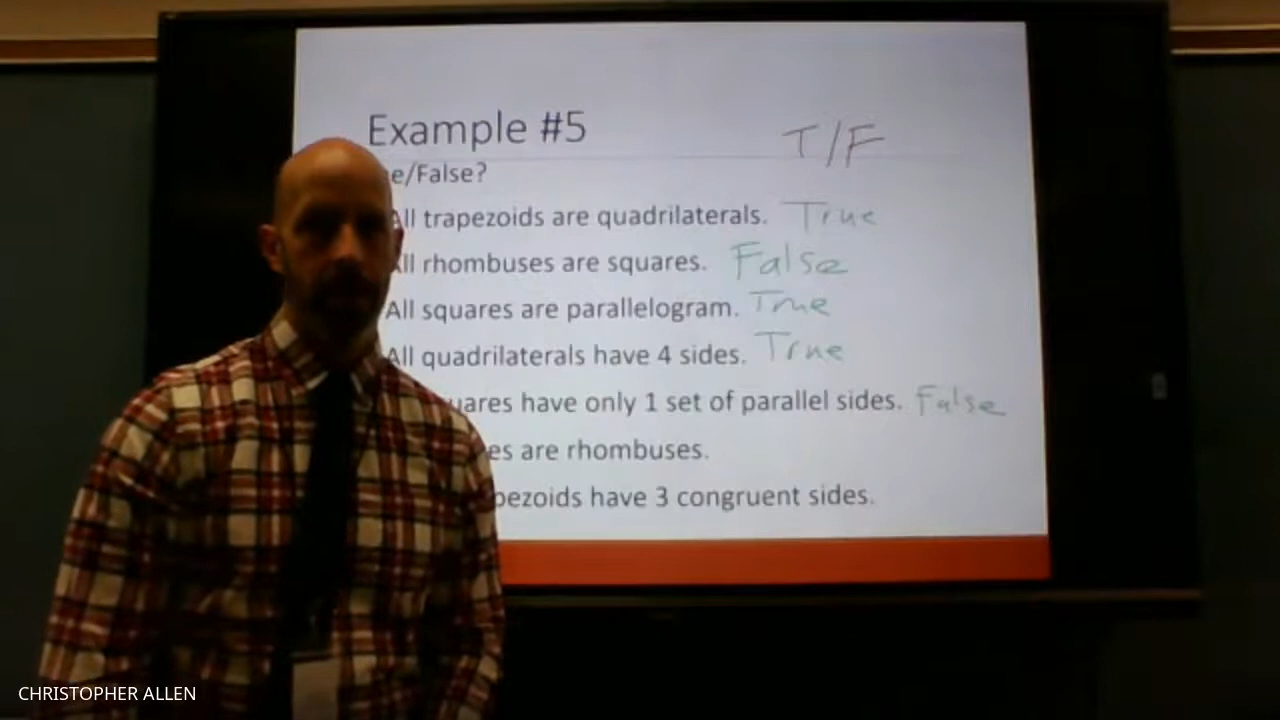 Example #5 T/F
e/False?
All trapezoids are quadrilaterals. True
All rhombuses are squares. False
All squares are parallelogram. True
All quadrilaterals have 4 sides. True
uares have only 1 set of parallel sides. False
es are rhombuses.
pezoids have 3 congruent sides.
CHRISTOPHER ALLEN